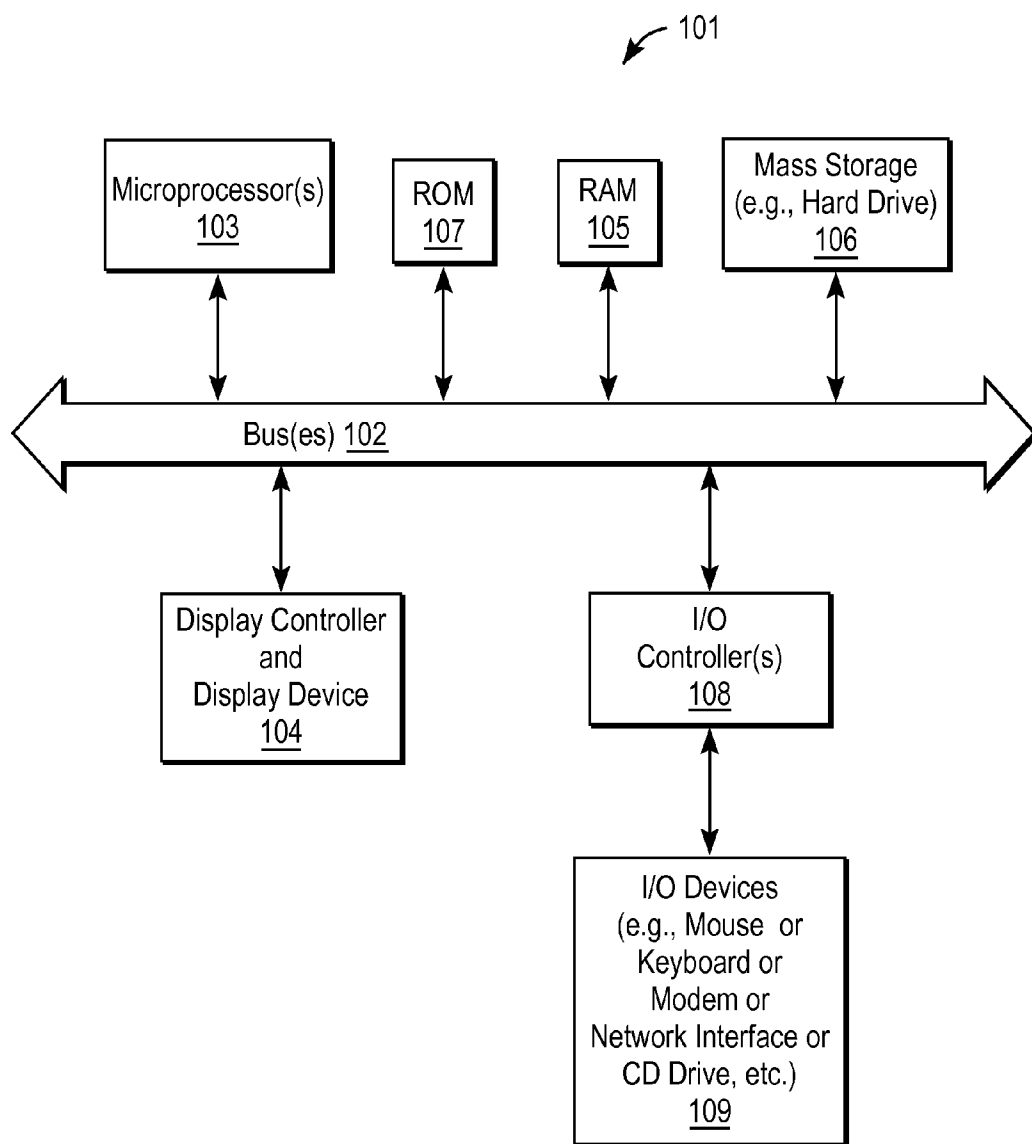 101
Microprocessor(s)
103
ROM
107
RAM
105
Mass Storage
(e.g., Hard Drive)
106
Bus(es) 102
Display Controller
and
Display Device
104
I/O
Controller(s)
108
I/O Devices
(e.g., Mouse or
Keyboard or
Modem or
Network Interface or
CD Drive, etc.)
109